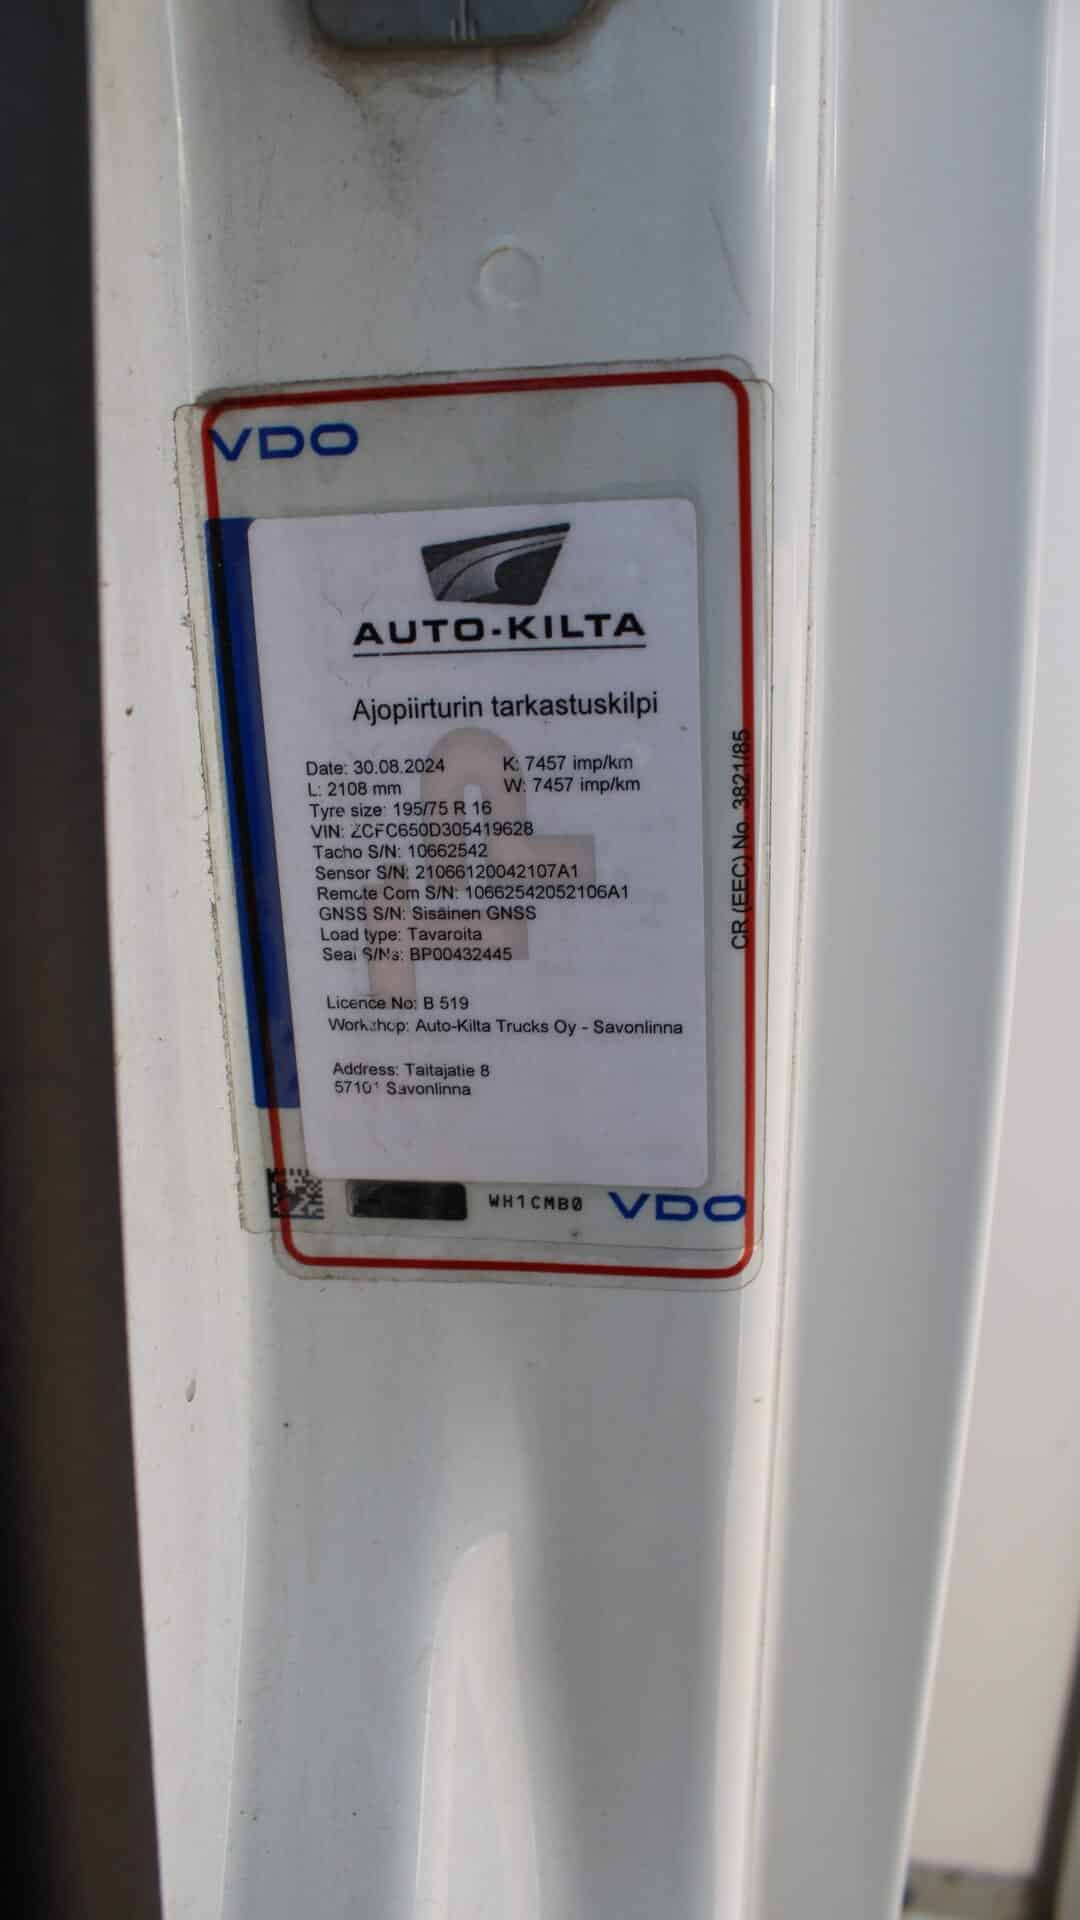 VDO
AUTO-KILTA
Ajopiirturin tarkastuskilpi
Date: 30.08.2024 K: 7457 imp/km
L: 2108 mm W: 7457 imp/km
Tyre size: 195/75 R 16
VIN: ZCFC650D305419628
Tacho S/N: 10662542
Sensor S/N: 21066120042107A1
Remote Com S/N: 10662542052106A1
GNSS S/N: Sisäinen GNSS
Load type: Tavaroita
Seal S/Ns: BP00432445
Licence No: B 519
Workshop: Auto-Kilta Trucks Oy - Savonlinna
Address: Taitajatie 8
57101 Savonlinna
CR (EEC) No. 3821/85
WH1CMB0 VDO